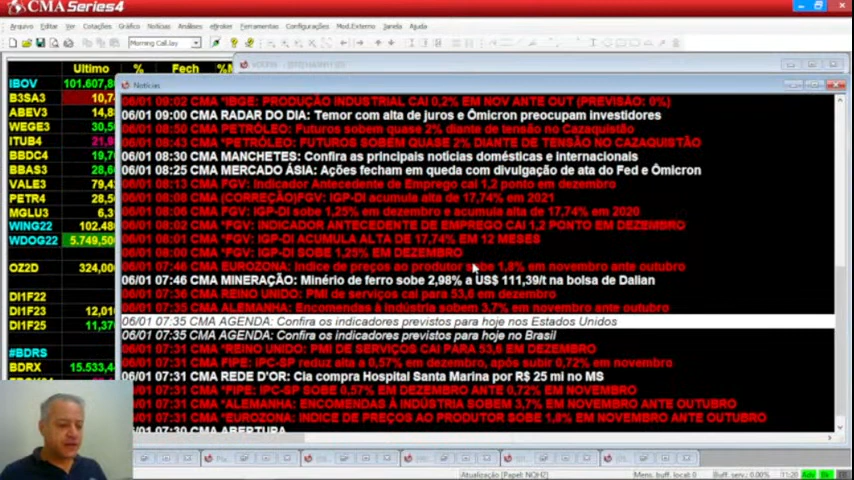 CMA Series4
Arquivo Editar Ver Cotações Gráfico Notícias Análises eBroker Ferramentas Configurações Mod.Externo Janela Ajuda
Morning Call.lay
Ultimo % Fech
IBOV 101.607,8
B3SA3 10,7
ABEV3 14,8
WEGE3 30,5
ITUB4 21,9
BBDC4 19,7
BBAS3 28,6
VALE3 79,4
PETR4 28,5
MGLU3 6,3
WING22 102.48
WDOG22 5.749,50
OZ2D 324,00
DI1F22
DI1F23 12,01
DI1F25 11,37
#BDRS
BDRX 15.533,4
Notícias
06/01 09:02 CMA *IBGE: PRODUÇÃO INDUSTRIAL CAI 0,2% EM NOV ANTE OUT (PREVISÃO: 0%)
06/01 09:00 CMA RADAR DO DIA: Temor com alta de juros e Ômicron preocupam investidores
06/01 08:50 CMA PETRÓLEO: Futuros sobem quase 2% diante de tensão no Cazaquistão
06/01 08:43 CMA *PETRÓLEO: FUTUROS SOBEM QUASE 2% DIANTE DE TENSÃO NO CAZAQUISTÃO
06/01 08:30 CMA MANCHETES: Confira as principais notícias domésticas e internacionais
06/01 08:25 CMA MERCADO ÁSIA: Ações fecham em queda com divulgação de ata do Fed e Ômicron
06/01 08:13 CMA FGV: Indicador Antecedente de Emprego cai 1,2 ponto em dezembro
06/01 08:08 CMA (CORREÇÃO)FGV: IGP-DI acumula alta de 17,74% em 2021
06/01 08:06 CMA FGV: IGP-DI sobe 1,25% em dezembro e acumula 17,74% em 2020
06/01 08:02 CMA *FGV: INDICADOR ANTECEDENTE DE EMPREGO CAI 1,2 PONTO EM DEZEMBRO
06/01 08:01 CMA *FGV: IGP-DI ACUMULA ALTA DE 17,74% EM 12 MESES
06/01 08:00 CMA *FGV: IGP-DI SOBE 1,25% EM DEZEMBRO
06/01 07:46 CMA EUROZONA: Indice de preços ao produtor sobe 1,8% em novembro ante outubro
06/01 07:46 CMA MINERAÇÃO: Minério de ferro sobe 2,98% a US$ 111,39/t na bolsa de Dalian
06/01 07:36 CMA REINO UNIDO: PMI de serviços cai para 53,6 em dezembro
06/01 07:35 CMA ALEMANHA: Encomendas à indústria sobem 3,7% em novembro ante outubro
06/01 07:35 CMA AGENDA: Confira os indicadores previstos para hoje nos Estados Unidos
06/01 07:35 CMA AGENDA: Confira os indicadores previstos para hoje no Brasil
06/01 07:31 CMA *REINO UNIDO: PMI DE SERVIÇOS CAI PARA 53,6 EM DEZEMBRO
06/01 07:31 CMA FIPE: IPC-SP reduz alta a 0,57% em dezembro, após subir 0,72% em novembro
06/01 07:31 CMA REDE D'OR: Cia compra Hospital Santa Marina por R$ 25 mi no MS
06/01 07:31 CMA *FIPE: IPC-SP SOBE 0,57% EM DEZEMBRO ANTE 0,72% EM NOVEMBRO
06/01 07:31 CMA *ALEMANHA: ENCOMENDAS À INDÚSTRIA SOBEM 3,7% EM NOVEMBRO ANTE OUTUBRO
06/01 07:31 CMA *EUROZONA: INDICE DE PREÇOS AO PRODUTOR SOBE 1,8% EM NOVEMBRO ANTE OUTUBRO
06/01 07:30 CMA ABERTURA
Atualização [Papel: NQH2] Mens. buffer local: 0 Buff. serv.: 0.00% 11:20